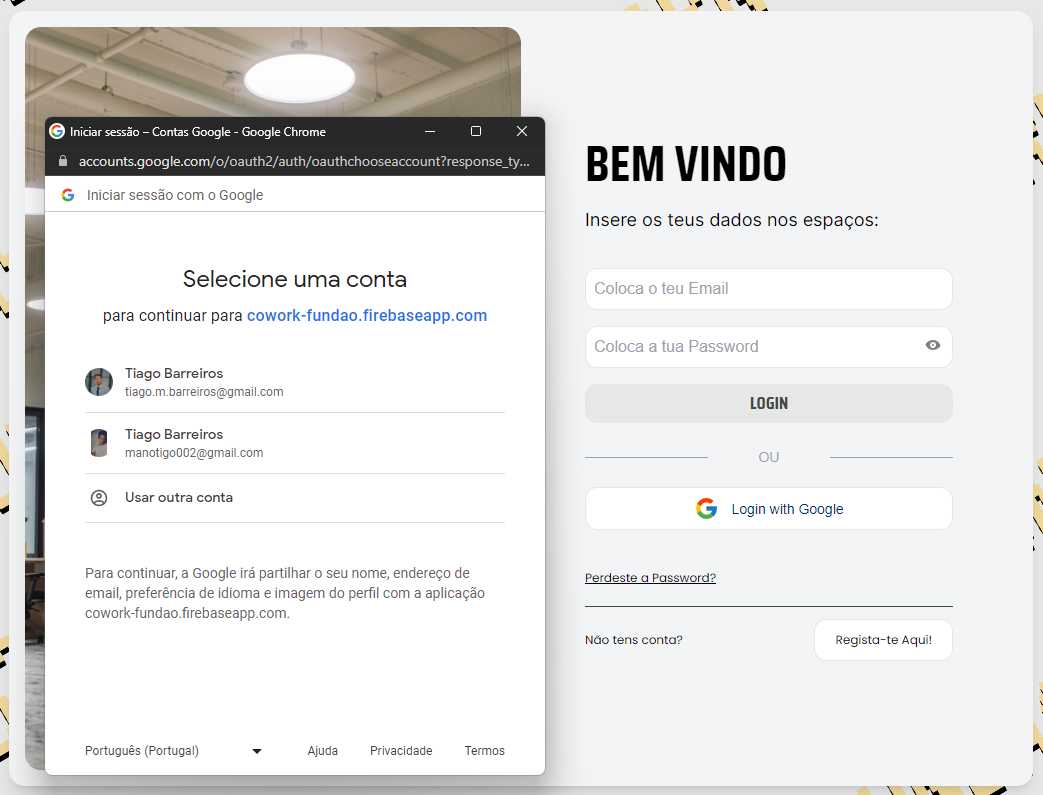 Iniciar sessão – Contas Google - Google Chrome
accounts.google.com/o/oauth2/auth/oauthchooseaccount?response_ty...
Iniciar sessão com o Google
Selecione uma conta
para continuar para cowork-fundao.firebaseapp.com
Tiago Barreiros
tiago.m.barreiros@gmail.com
Tiago Barreiros
manotigo002@gmail.com
Usar outra conta
Para continuar, a Google irá partilhar o seu nome, endereço de
email, preferência de idioma e imagem do perfil com a aplicação
cowork-fundao.firebaseapp.com.
Português (Portugal)
Ajuda
Privacidade
Termos
BEM VINDO
Insere os teus dados nos espaços:
Coloca o teu Email
Coloca a tua Password
LOGIN
OU
Login with Google
Perdeste a Password?
Não tens conta?
Regista-te Aqui!